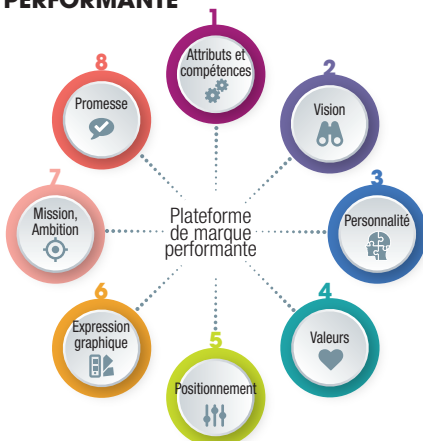 PERFORMANTE
1
Attributs et
compétences
2
Vision
3
Personnalité
4
Valeurs
5
Positionnement
6
Expression
graphique
7
Mission,
Ambition
8
Promesse
Plateforme
de marque
performante